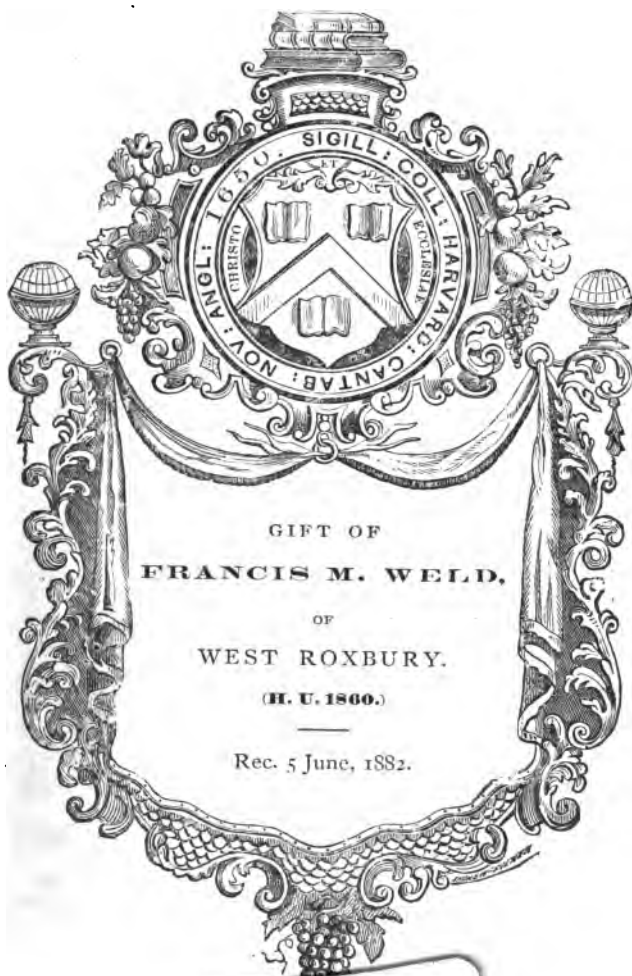 SIGILL: COLL: HARVARD: CANTAB: NOV: ANGL: 1650.
ET
CHRISTO
ECCLESIAE
GIFT OF
FRANCIS M. WELD,
OF
WEST ROXBURY.
(H. U. 1860.)
Rec. 5 June, 1882.